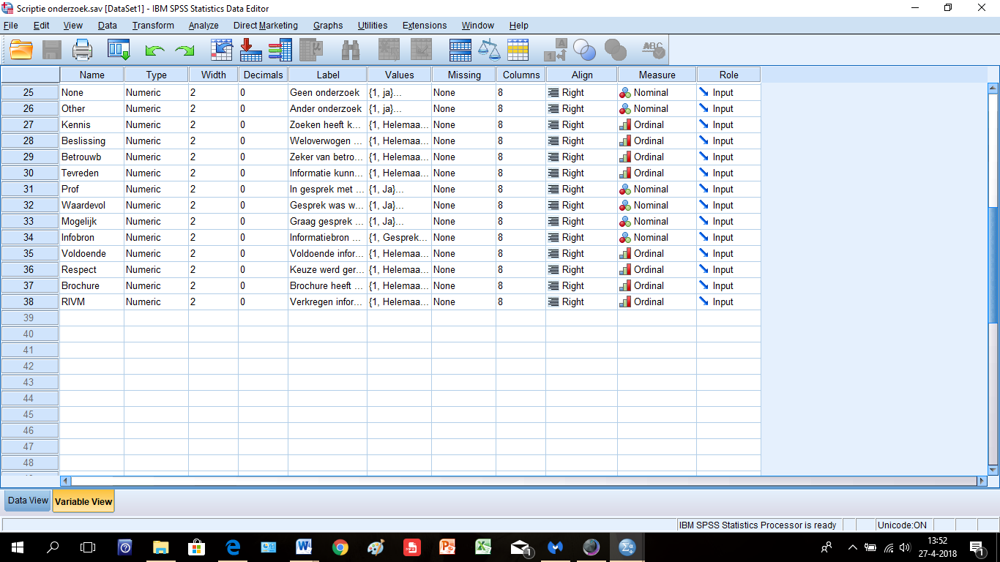 Scriptie onderzoek.sav [DataSet1] - IBM SPSS Statistics Data Editor
File Edit View Data Transform Analyze Direct Marketing Graphs Utilities Extensions Window Help
Name Type Width Decimals Label Values Missing Columns Align Measure Role
25 None Numeric 2 0 Geen onderzoek {1, ja}... None 8 Right Nominal Input
26 Other Numeric 2 0 Ander onderzoek {1, ja}... None 8 Right Nominal Input
27 Kennis Numeric 2 0 Zoeken heeft k... {1, Helemaa... None 8 Right Ordinal Input
28 Beslissing Numeric 2 0 Weloverwogen ... {1, Helemaa... None 8 Right Ordinal Input
29 Betrouwb Numeric 2 0 Zeker van betro... {1, Helemaa... None 8 Right Ordinal Input
30 Tevreden Numeric 2 0 Informatie kunn... {1, Helemaa... None 8 Right Ordinal Input
31 Prof Numeric 2 0 In gesprek met ... {1, Ja}... None 8 Right Nominal Input
32 Waardevol Numeric 2 0 Gesprek was w... {1, Ja}... None 8 Right Nominal Input
33 Mogelijk Numeric 2 0 Graag gesprek ... {1, Ja}... None 8 Right Nominal Input
34 Infobron Numeric 2 0 Informatiebron ... {1, Gesprek... None 8 Right Nominal Input
35 Voldoende Numeric 2 0 Voldoende infor... {1, Helemaa... None 8 Right Ordinal Input
36 Respect Numeric 2 0 Keuze werd ger... {1, Helemaa... None 8 Right Ordinal Input
37 Brochure Numeric 2 0 Brochure heeft ... {1, Helemaa... None 8 Right Ordinal Input
38 RIVM Numeric 2 0 Verkregen infor... {1, Helemaa... None 8 Right Ordinal Input
39
40
41
42
43
44
45
46
47
48
Data View Variable View
IBM SPSS Statistics Processor is ready Unicode:ON
13:52
27-4-2018